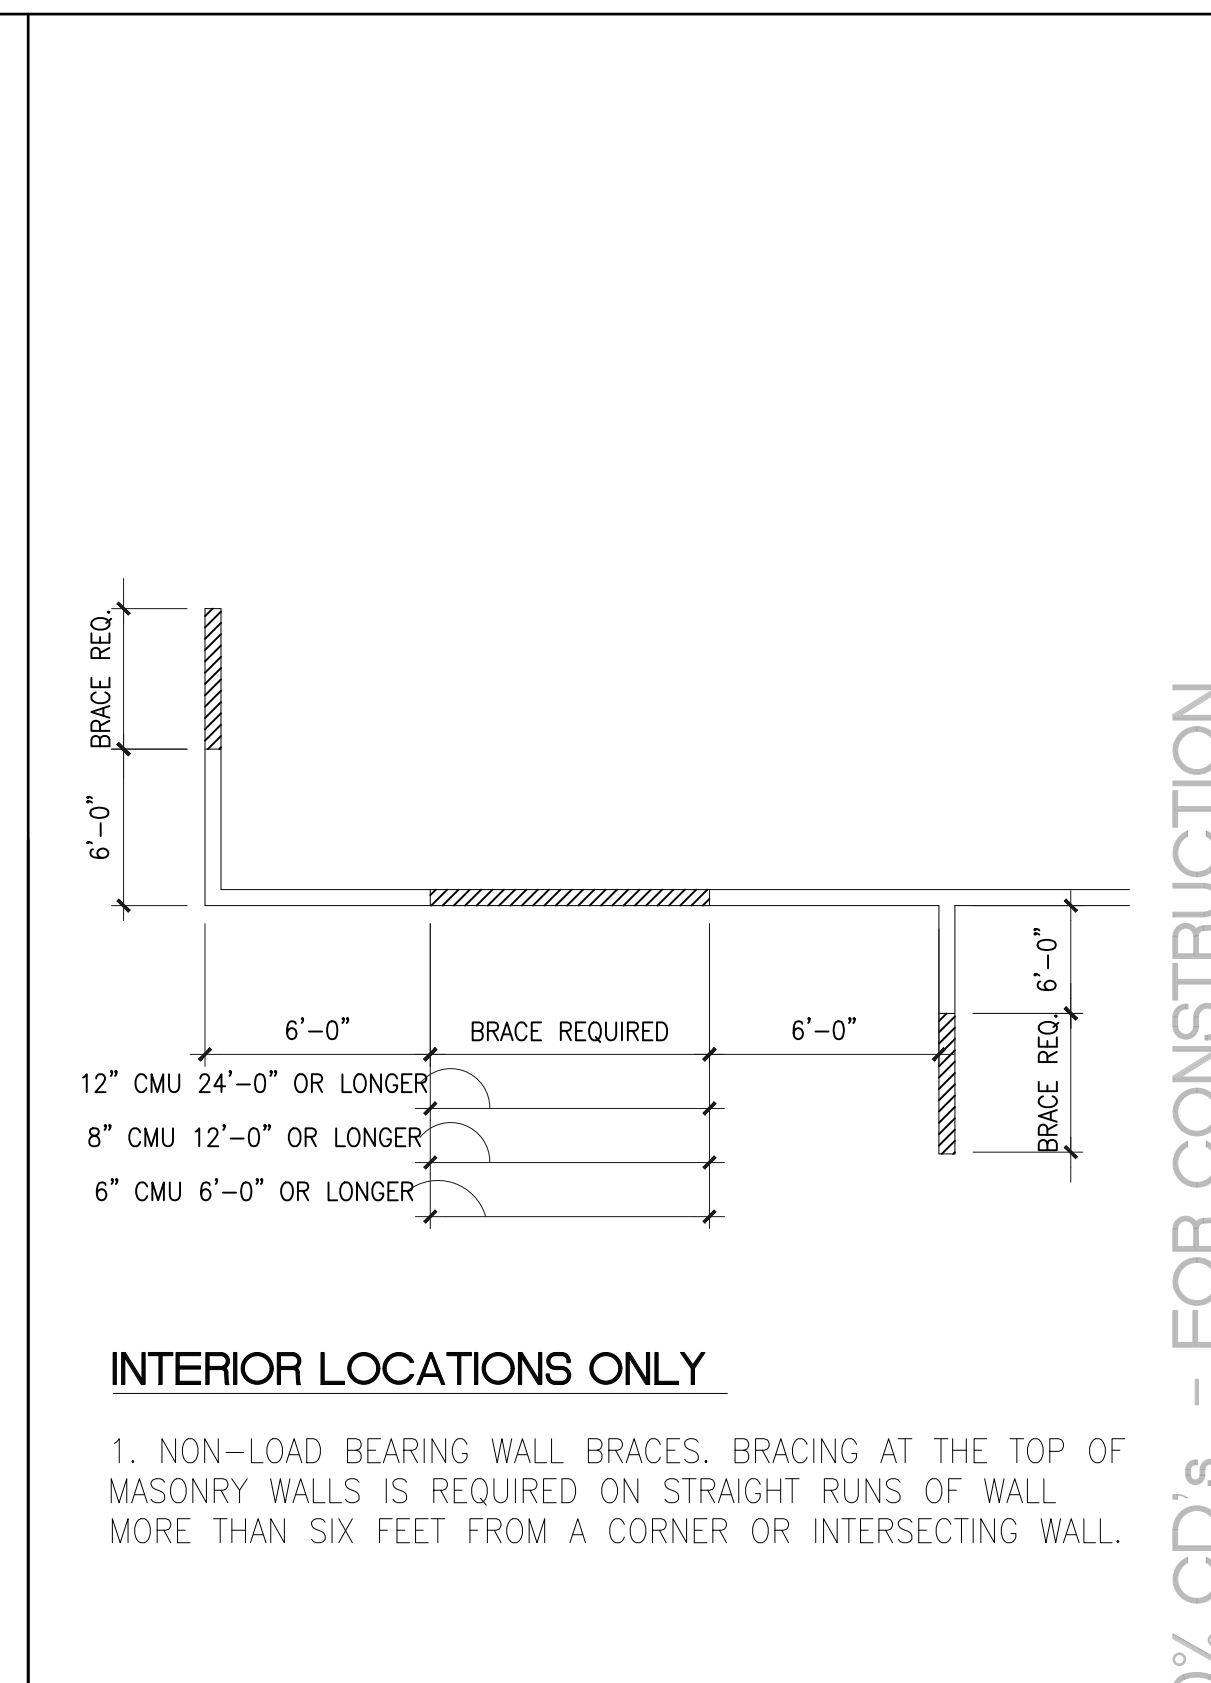 BRACE REQ.
6'-0"
6'-0"
BRACE REQUIRED
6'-0"
6'-0"
BRACE REQ.
12" CMU 24'-0" OR LONGER
8" CMU 12'-0" OR LONGER
6" CMU 6'-0" OR LONGER
INTERIOR LOCATIONS ONLY
1. NON-LOAD BEARING WALL BRACES. BRACING AT THE TOP OF
MASONRY WALLS IS REQUIRED ON STRAIGHT RUNS OF WALL
MORE THAN SIX FEET FROM A CORNER OR INTERSECTING WALL.
% CD's - FOR CONSTRUCTION